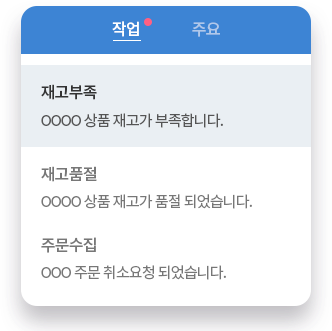 작업 주요
재고부족
OOOO 상품 재고가 부족합니다.
재고품절
OOOO 상품 재고가 품절 되었습니다.
주문수집
OOO 주문 취소요청 되었습니다.